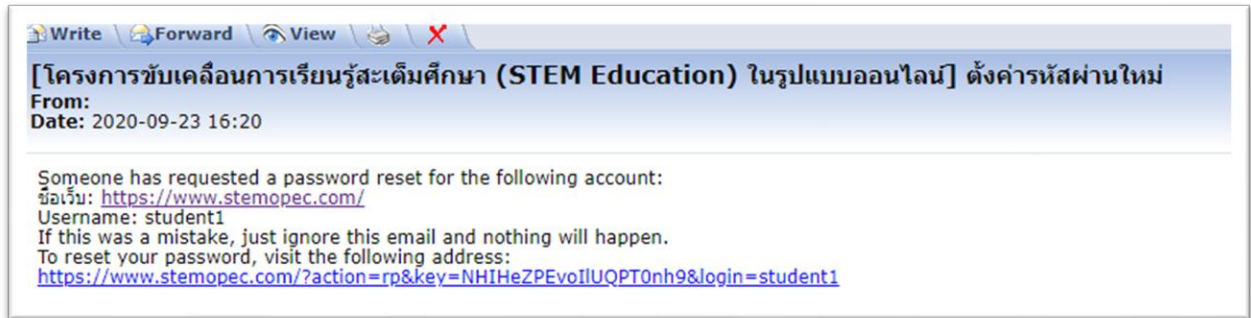 Write \ Forward \ View \ \ X \
[โครงการขับเคลื่อนการเรียนรู้สะเต็มศึกษา (STEM Education) ในรูปแบบออนไลน์] ตั้งค่ารหัสผ่านใหม่
From:
Date: 2020-09-23 16:20
Someone has requested a password reset for the following account:
ชื่อเว็บ: https://www.stemopec.com/
Username: student1
If this was a mistake, just ignore this email and nothing will happen.
To reset your password, visit the following address:
https://www.stemopec.com/?action=rp&key=NHIHeZPEvoIlUQPT0nh9&login=student1